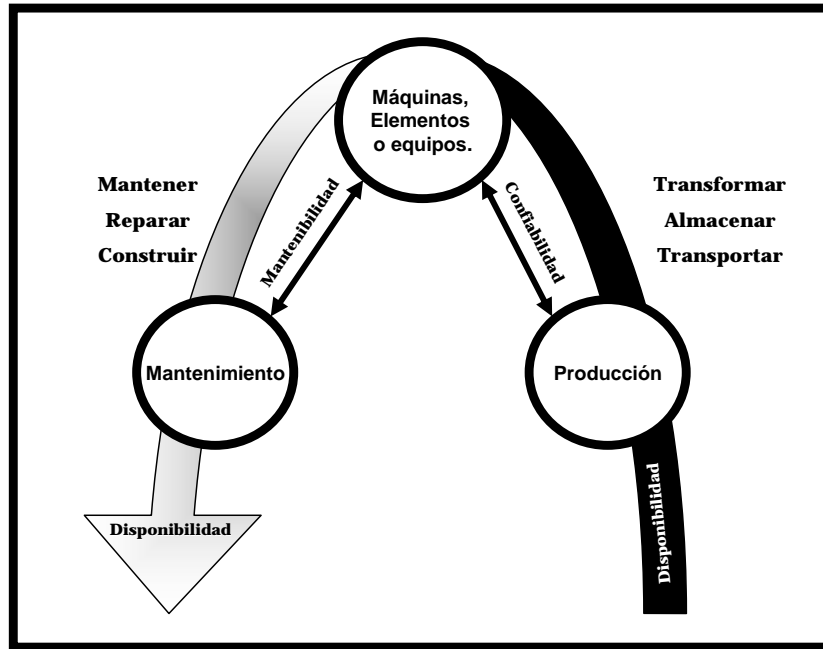 Máquinas,
Elementos
o equipos.
Mantener
Reparar
Construir
Mantenibilidad
Confiabilidad
Transformar
Almacenar
Transportar
Mantenimiento
Producción
Disponibilidad
Disponibilidad